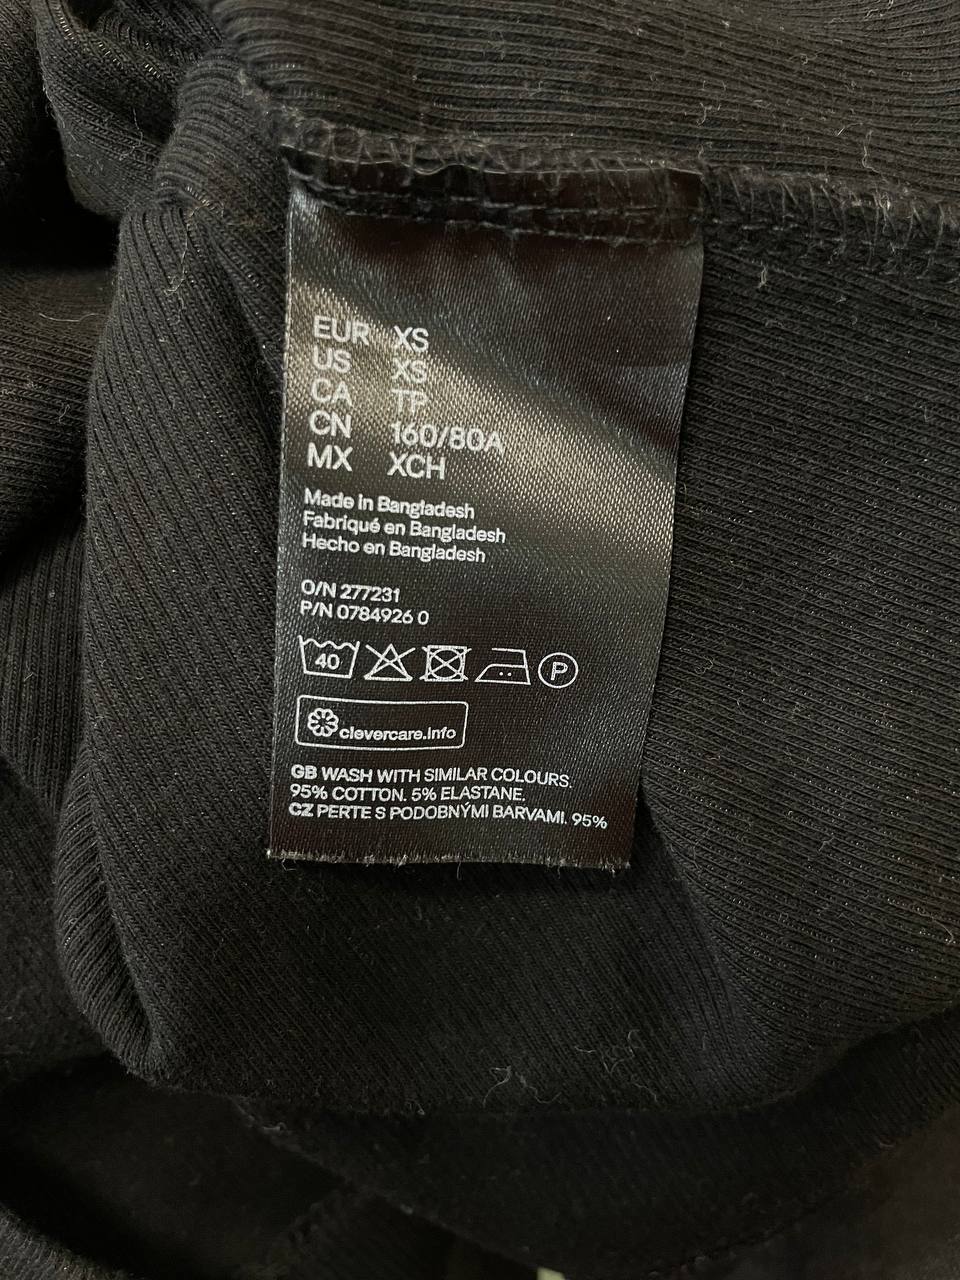 EUR XS
US XS
CA TP
CN 160/80A
MX XCH
Made in Bangladesh
Fabriqué en Bangladesh
Hecho en Bangladesh
O/N 277231
P/N 0784926 0
40 P
clevercare.info
GB WASH WITH SIMILAR COLOURS.
95% COTTON. 5% ELASTANE.
CZ PERTE S PODOBNÝMI BARVAMI. 95%